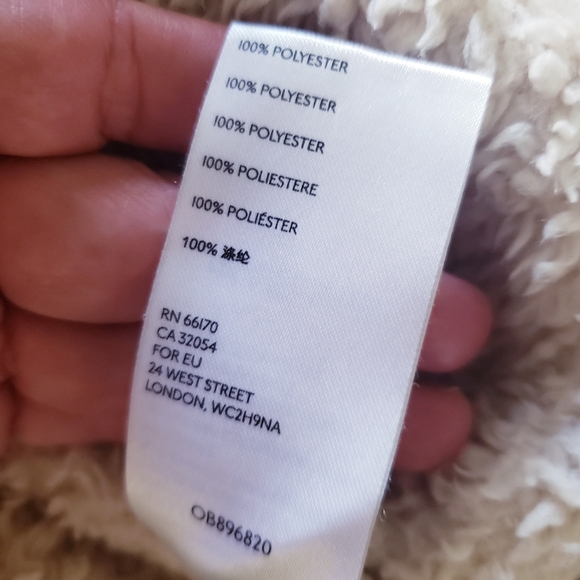 100% POLYESTER
100% POLYESTER
100% POLYESTER
100% POLIESTERE
100% POLIÉSTER
100% 涤纶
RN 66170
CA 32054
FOR EU
24 WEST STREET
LONDON, WC2H9NA
OB896820